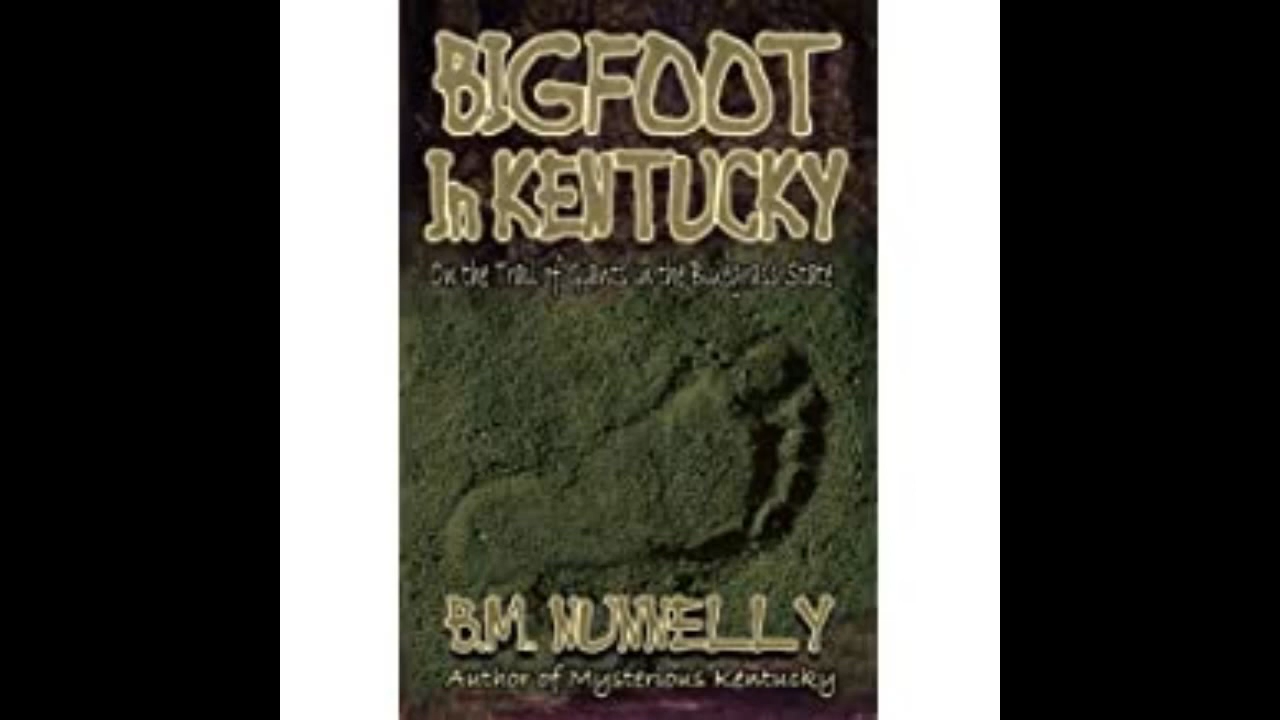 BIGFOOT
In KENTUCKY
On the Trail of Giants in the Bluegrass State
B.M. NUNNELLY
Author of Mysterious Kentucky